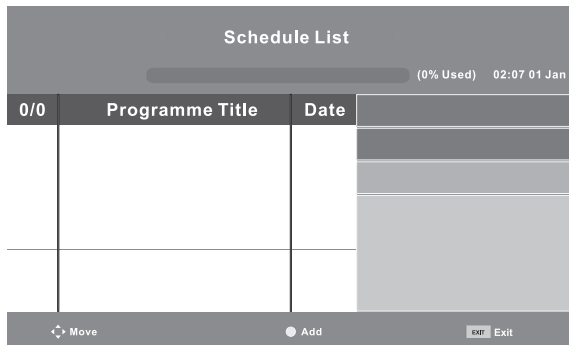 Schedule List
(0% Used) 02:07 01 Jan
0/0 Programme Title Date
Move Add EXIT Exit